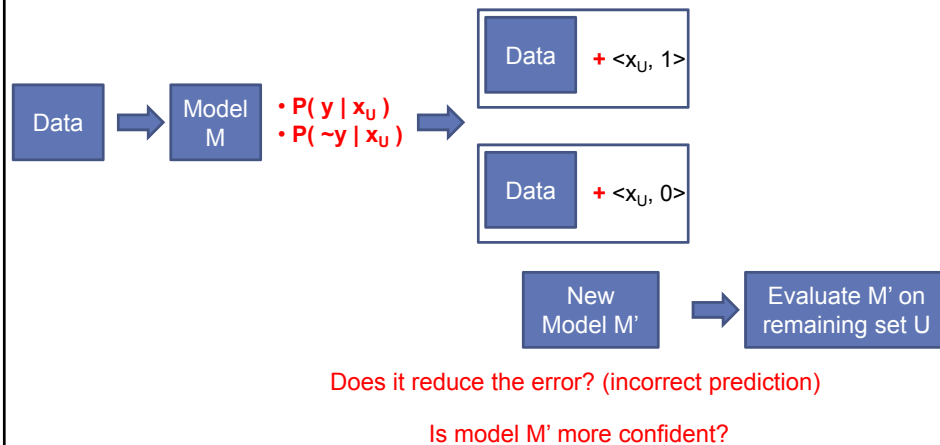 Data
Model
M
• P( y | xU )
• P( ~y | xU )
Data
+ <xU, 1>
Data
+ <xU, 0>
New
Model M’
Evaluate M’ on
remaining set U
Does it reduce the error? (incorrect prediction)
Is model M’ more confident?